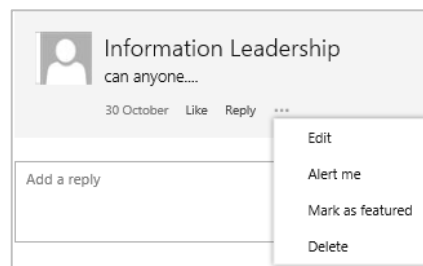 Information Leadership
can anyone....
30 October Like Reply ...
Edit
Add a reply
Alert me
Mark as featured
Delete